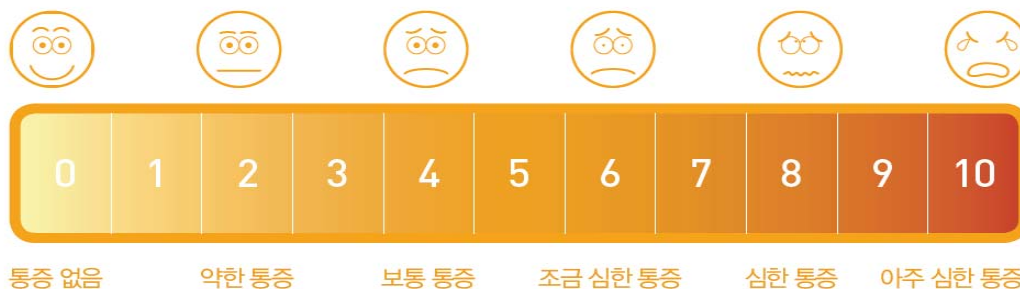 0 1 2 3 4 5 6 7 8 9 10
통증 없음 약한 통증 보통 통증 조금 심한 통증 심한 통증 아주 심한 통증